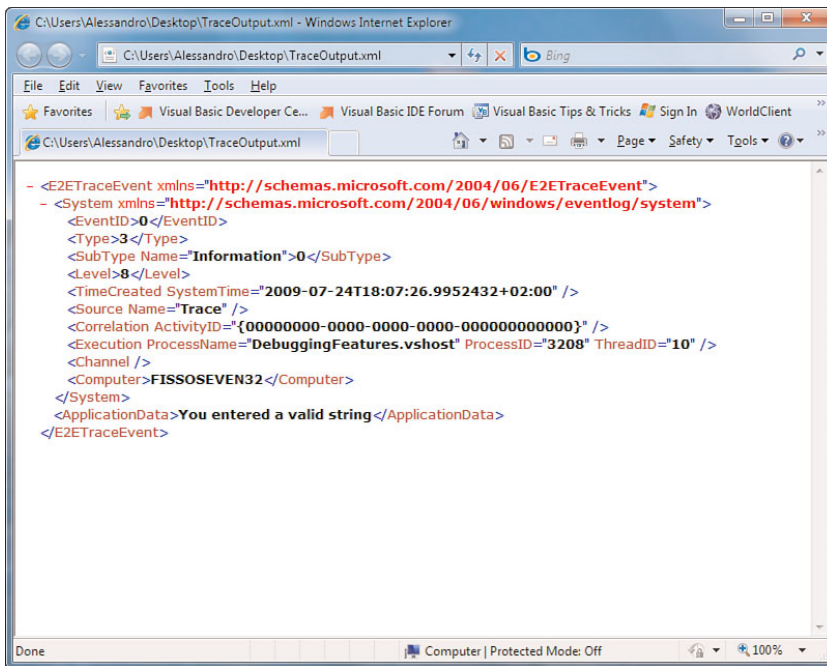 C:\Users\Alessandro\Desktop\TraceOutput.xml - Windows Internet Explorer
C:\Users\Alessandro\Desktop\TraceOutput.xml
Bing
File Edit View Favorites Tools Help
Favorites Visual Basic Developer Ce... Visual Basic IDE Forum Visual Basic Tips & Tricks Sign In WorldClient »
C:\Users\Alessandro\Desktop\TraceOutput.xml Page Safety Tools »
- <E2ETraceEvent xmlns="http://schemas.microsoft.com/2004/06/E2ETraceEvent">
- <System xmlns="http://schemas.microsoft.com/2004/06/windows/eventlog/system">
<EventID>0</EventID>
<Type>3</Type>
<SubType Name="Information">0</SubType>
<Level>8</Level>
<TimeCreated SystemTime="2009-07-24T18:07:26.9952432+02:00" />
<Source Name="Trace" />
<Correlation ActivityID="{00000000-0000-0000-0000-000000000000}" />
<Execution ProcessName="DebuggingFeatures.vshost" ProcessID="3208" ThreadID="10" />
<Channel />
<Computer>FISSOSEVEN32</Computer>
</System>
<ApplicationData>You entered a valid string</ApplicationData>
</E2ETraceEvent>
Done Computer | Protected Mode: Off 100%